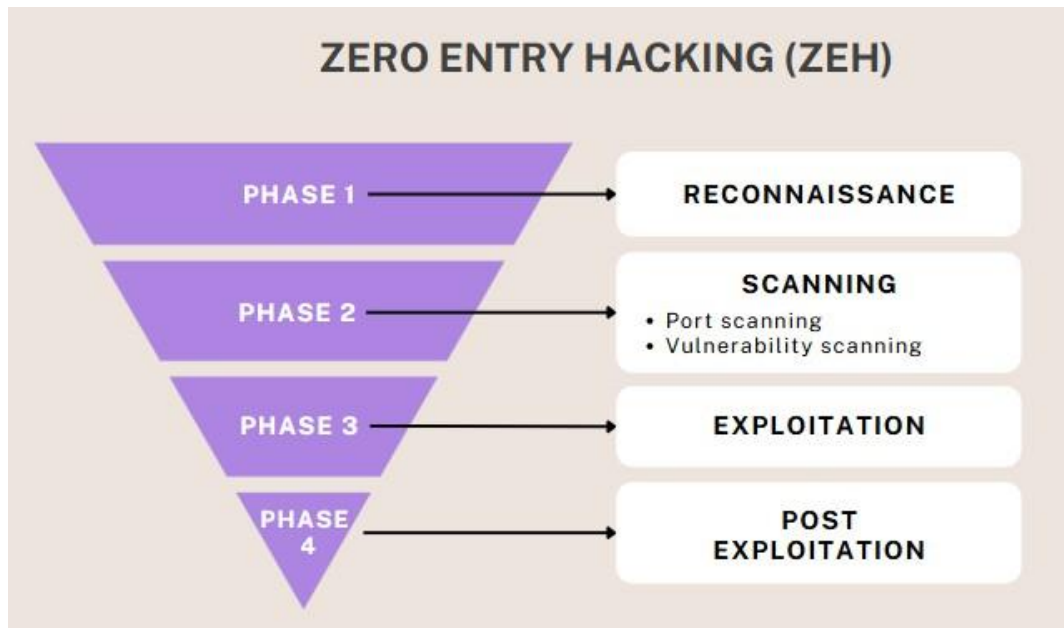 ZERO ENTRY HACKING (ZEH)
PHASE 1
RECONNAISSANCE
PHASE 2
SCANNING
• Port scanning
• Vulnerability scanning
PHASE 3
EXPLOITATION
PHASE
4
POST
EXPLOITATION